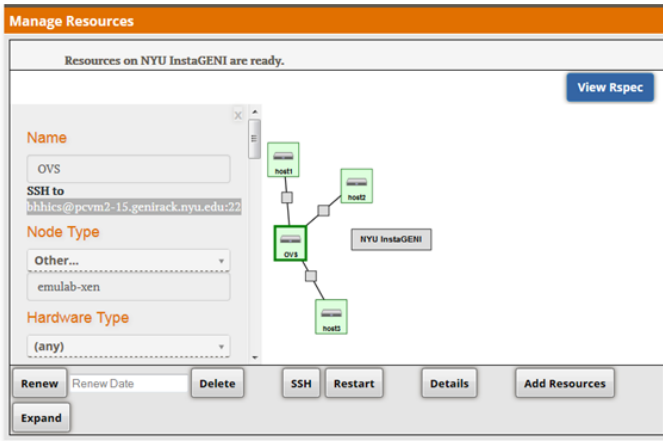 Manage Resources
Resources on NYU InstaGENI are ready.
View Rspec
Name
OVS
SSH to
bhhics@pcvm2-15.genirack.nyu.edu:22
Node Type
Other...
emulab-xen
Hardware Type
(any)
host1
host2
OVS
NYU InstaGENI
host3
Renew
Renew Date
Delete
SSH
Restart
Details
Add Resources
Expand